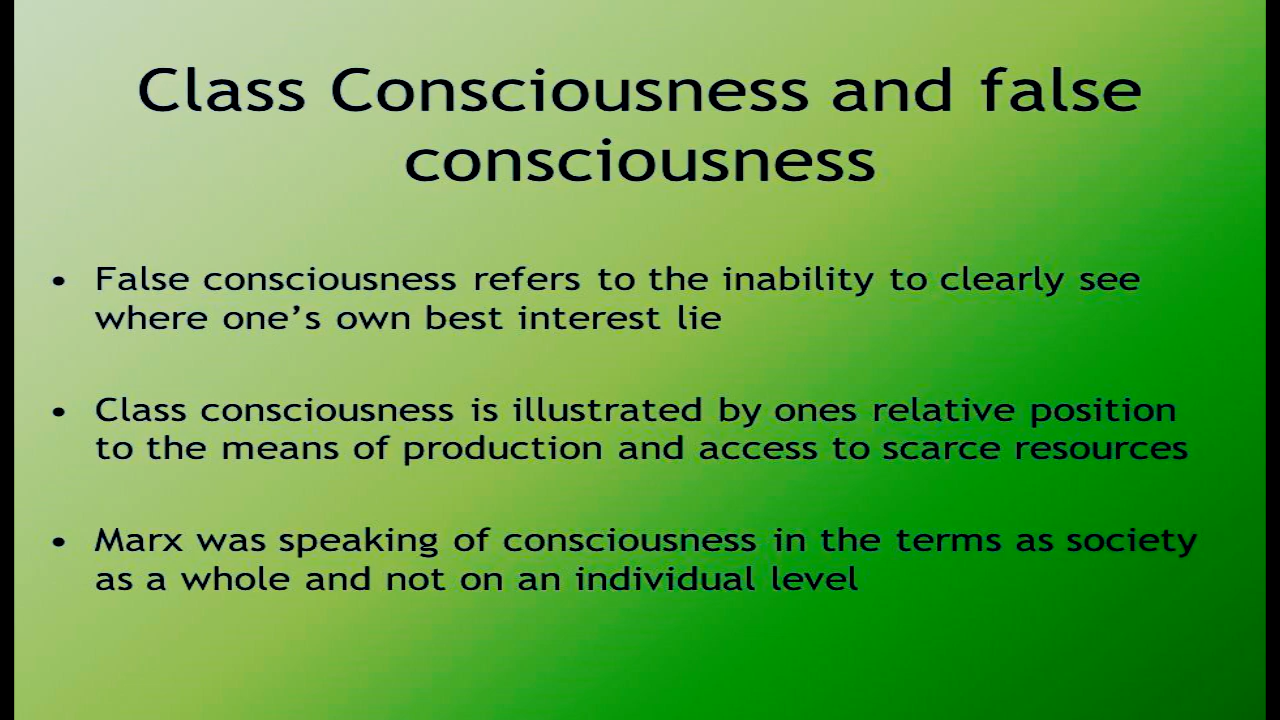 Class Consciousness and false
consciousness
• False consciousness refers to the inability to clearly see
where one’s own best interest lie
• Class consciousness is illustrated by ones relative position
to the means of production and access to scarce resources
• Marx was speaking of consciousness in the terms as society
as a whole and not on an individual level